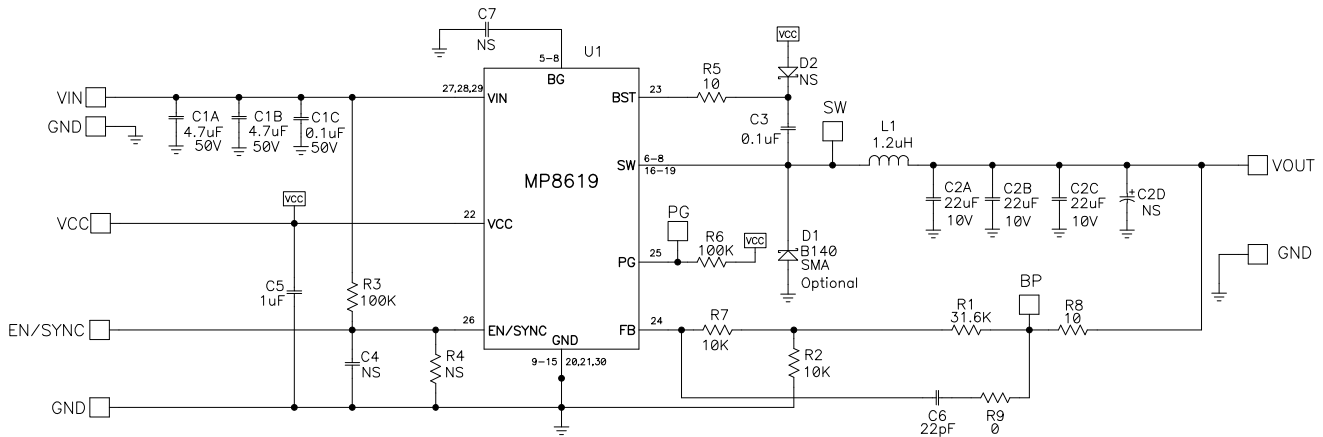 C7
NS
5-8
U1
BG
VCC
D2
NS
VIN
27,28,29
VIN
R5
10
BST
23
SW
GND
C1A
4.7uF
50V
C1B
4.7uF
50V
C1C
0.1uF
50V
C3
0.1uF
L1
1.2uH
MP8619
SW
6-8
16-19
VOUT
VCC
VCC
22
VCC
C2A
22uF
10V
C2B
22uF
10V
C2C
22uF
10V
+
C2D
NS
PG
R6
100K
VCC
PG
25
D1
B140
SMA
Optional
GND
C5
1uF
R3
100K
BP
EN/SYNC
26
EN/SYNC
FB
24
R7
10K
R1
31.6K
R8
10
GND
9-15
20,21,30
C4
NS
R4
NS
R2
10K
GND
C6
22pF
R9
0